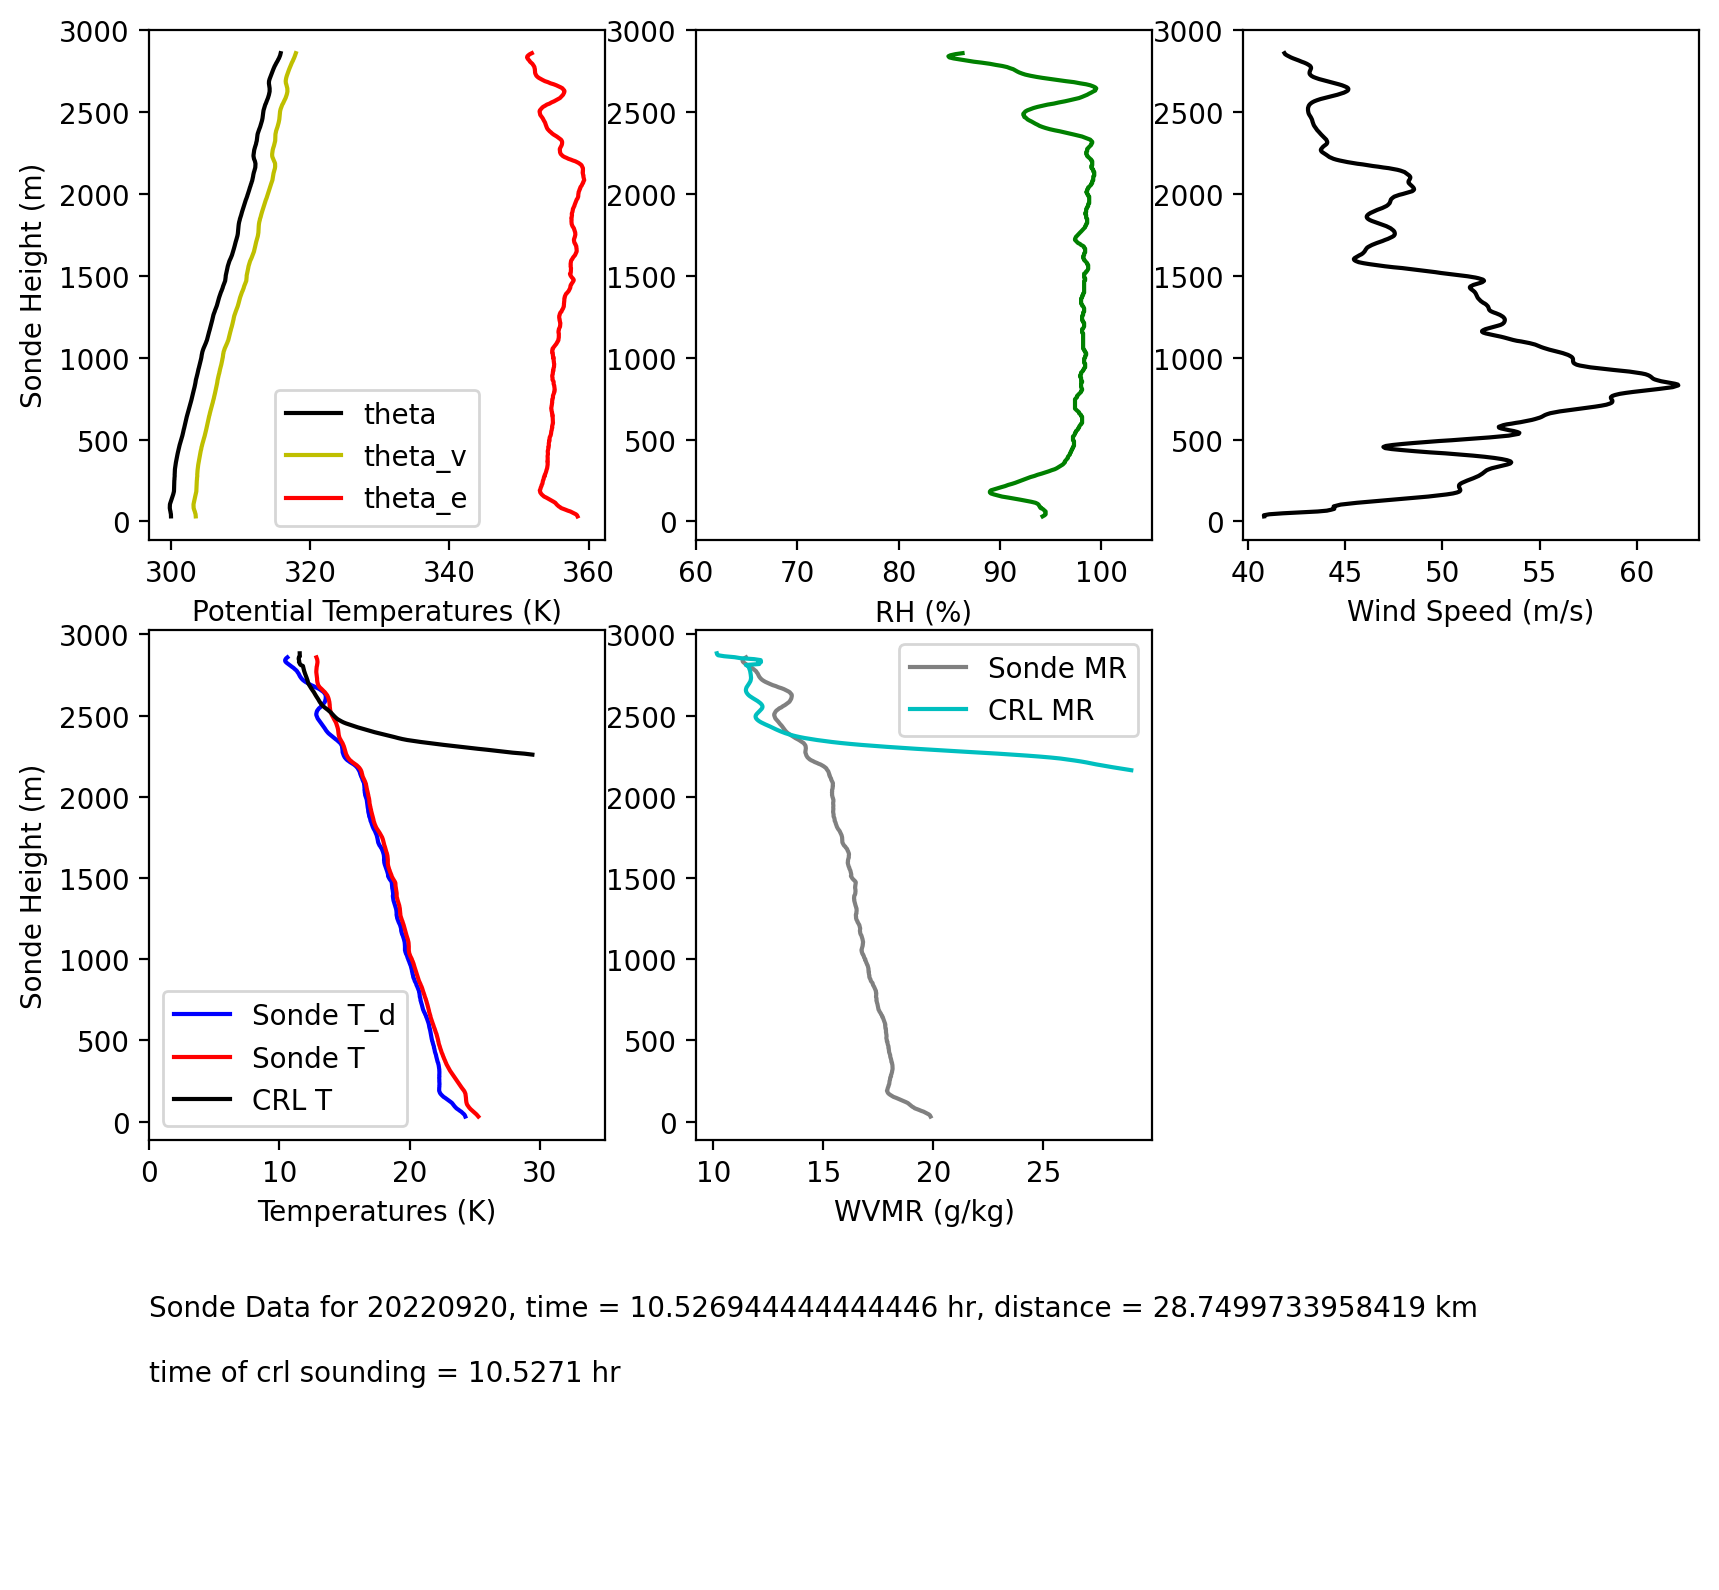 3000
2500
2000
1500
1000
500
0
Sonde Height (m)
theta
theta_v
theta_e
300 320 340 360
Potential Temperatures (K)
3000
2500
2000
1500
1000
500
0
60 70 80 90 100
RH (%)
3000
2500
2000
1500
1000
500
0
40 45 50 55 60
Wind Speed (m/s)
3000
2500
2000
1500
1000
500
0
Sonde Height (m)
Sonde T_d
Sonde T
CRL T
0 10 20 30
Temperatures (K)
3000
2500
2000
1500
1000
500
0
Sonde MR
CRL MR
10 15 20 25
WVMR (g/kg)
Sonde Data for 20220920, time = 10.526944444444446 hr, distance = 28.7499733958419 km
time of crl sounding = 10.5271 hr